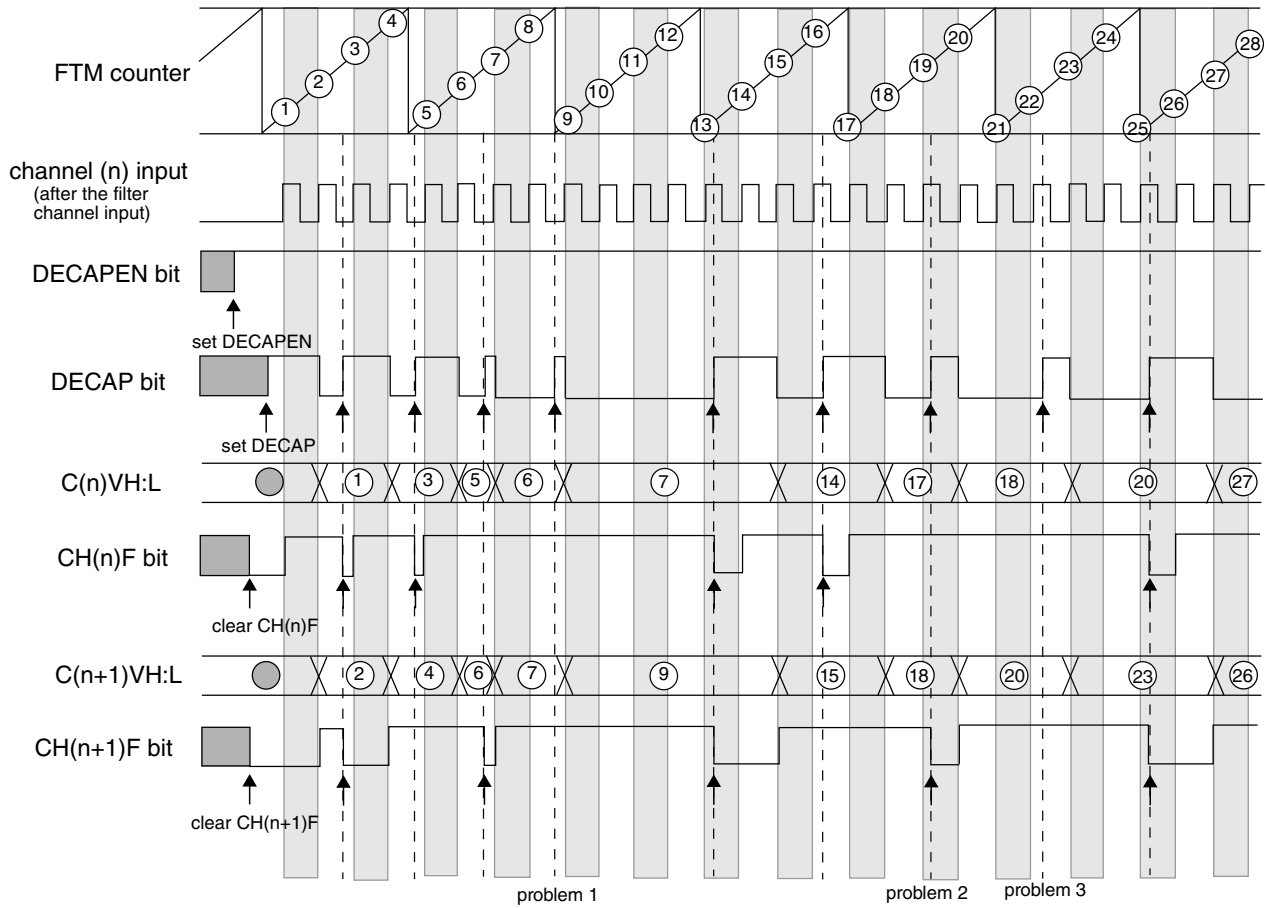 4
8
12
16
20
24
28
3
7
11
15
19
23
27
FTM counter
2
6
10
14
18
22
26
1
5
9
13
17
21
25
channel (n) input
(after the filter
channel input)
DECAPEN bit
set DECAPEN
DECAP bit
set DECAP
C(n)VH:L 1 3 5 6 7 14 17 18 20 27
CH(n)F bit
clear CH(n)F
C(n+1)VH:L 2 4 6 7 9 15 18 20 23 26
CH(n+1)F bit
clear CH(n+1)F
problem 1 problem 2 problem 3